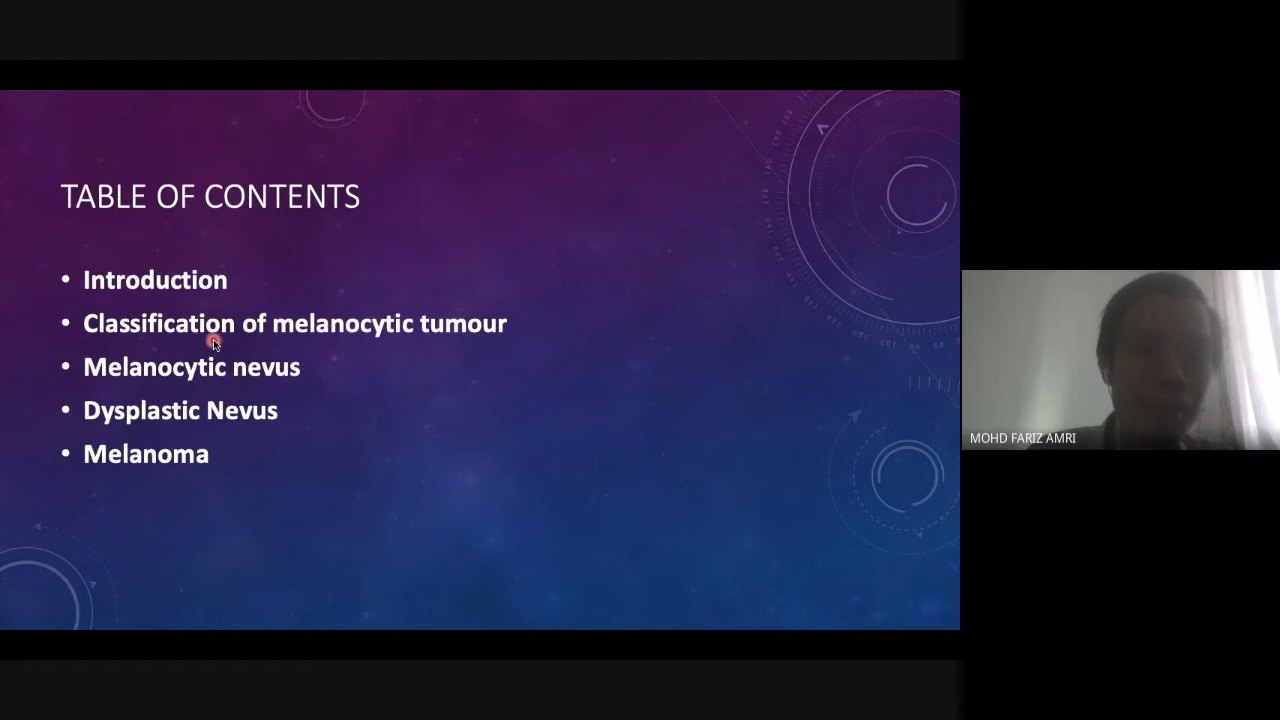 TABLE OF CONTENTS
• Introduction
• Classification of melanocytic tumour
• Melanocytic nevus
• Dysplastic Nevus
• Melanoma
MOHD FARIZ AMRI